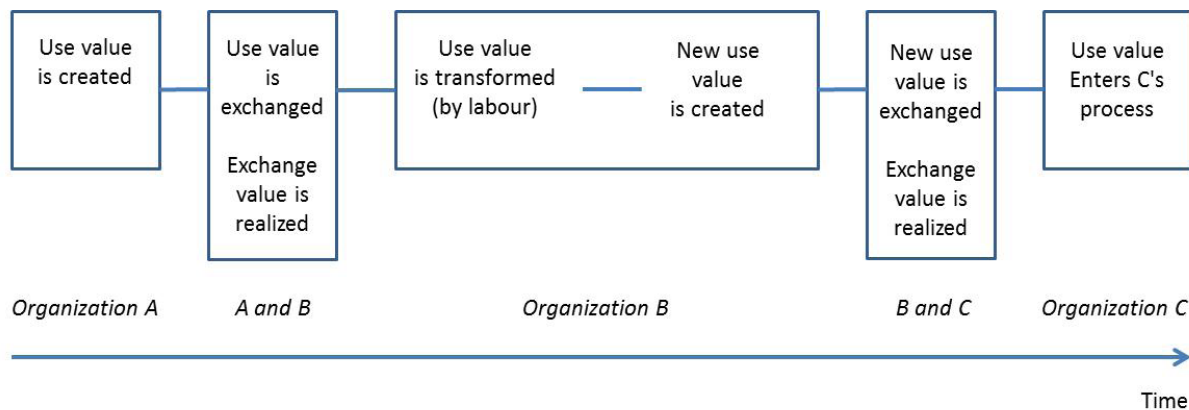 Use value
is created
Use value
is
exchanged
Exchange
value is
realized
Use value
is transformed
(by labour)
New use
value
is created
New use
value is
exchanged
Exchange
value is
realized
Use value
Enters C's
process
Organization A
A and B
Organization B
B and C
Organization C
Time